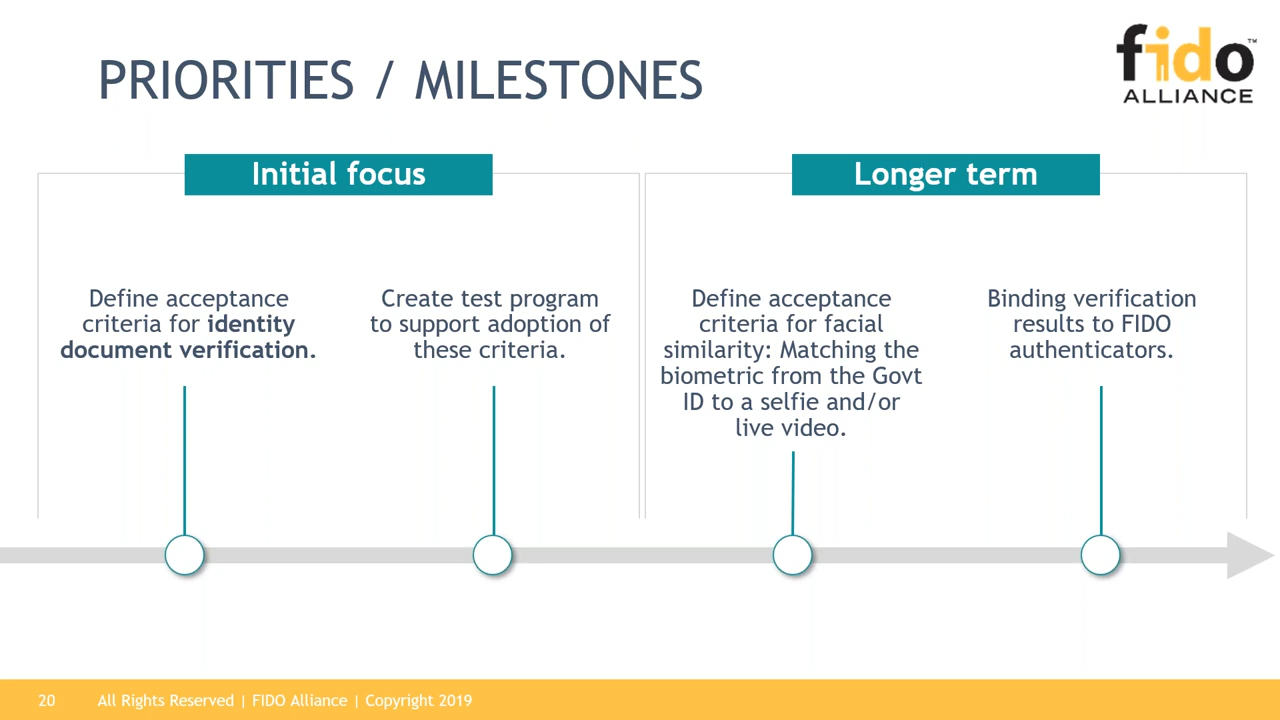 PRIORITIES / MILESTONES
fido™
ALLIANCE
Initial focus
Define acceptance
criteria for identity
document verification.
Create test program
to support adoption of
these criteria.
Longer term
Define acceptance
criteria for facial
similarity: Matching the
biometric from the Govt
ID to a selfie and/or
live video.
Binding verification
results to FIDO
authenticators.
20 All Rights Reserved | FIDO Alliance | Copyright 2019